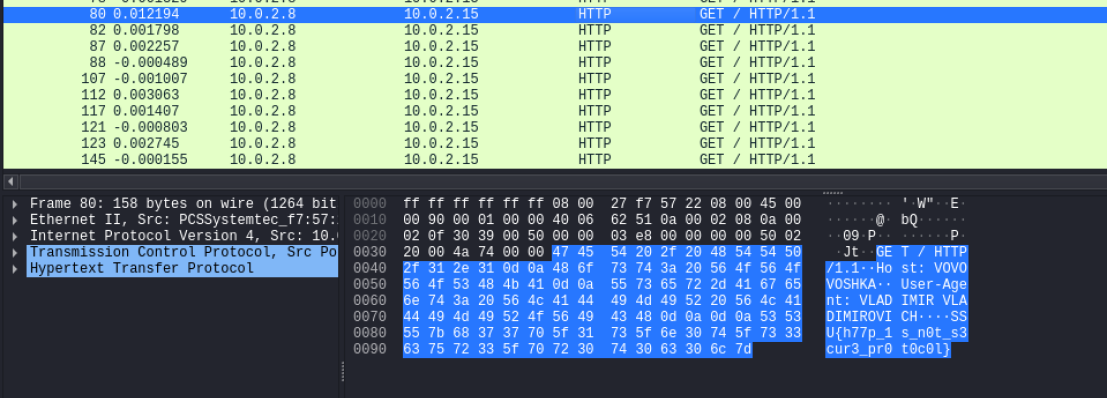 80 0.012194 10.0.2.8 10.0.2.15 HTTP GET / HTTP/1.1
82 0.001798 10.0.2.8 10.0.2.15 HTTP GET / HTTP/1.1
87 0.002257 10.0.2.8 10.0.2.15 HTTP GET / HTTP/1.1
88 -0.000489 10.0.2.8 10.0.2.15 HTTP GET / HTTP/1.1
107 -0.001007 10.0.2.8 10.0.2.15 HTTP GET / HTTP/1.1
112 0.003063 10.0.2.8 10.0.2.15 HTTP GET / HTTP/1.1
117 0.001407 10.0.2.8 10.0.2.15 HTTP GET / HTTP/1.1
121 -0.000803 10.0.2.8 10.0.2.15 HTTP GET / HTTP/1.1
123 0.002745 10.0.2.8 10.0.2.15 HTTP GET / HTTP/1.1
145 -0.000155 10.0.2.8 10.0.2.15 HTTP GET / HTTP/1.1
Frame 80: 158 bytes on wire (1264 bit
Ethernet II, Src: PCSSystemtec_f7:57:
Internet Protocol Version 4, Src: 10.
Transmission Control Protocol, Src Po
Hypertext Transfer Protocol
0000 ff ff ff ff ff ff 08 00 27 f7 57 22 08 00 45 00 ········ '·W"··E·
0010 00 90 00 01 00 00 40 06 62 51 0a 00 02 08 0a 00 ······@· bQ······
0020 02 0f 30 39 00 50 00 00 03 e8 00 00 00 00 50 02 ··09·P·· ······P·
0030 20 00 4a 74 00 00 47 45 54 20 2f 20 48 54 54 50 ·Jt··GE T / HTTP
0040 2f 31 2e 31 0d 0a 48 6f 73 74 3a 20 56 4f 56 4f /1.1··Ho st: VOVO
0050 56 4f 53 48 4b 41 0d 0a 55 73 65 72 2d 41 67 65 VOSHKA·· User-Age
0060 6e 74 3a 20 56 4c 41 44 49 4d 49 52 20 56 4c 41 nt: VLAD IMIR VLA
0070 44 49 4d 49 52 4f 56 49 43 48 0d 0a 0d 0a 53 53 DIMIROVI CH····SS
0080 55 7b 68 37 37 70 5f 31 73 5f 6e 30 74 5f 73 33 U{h77p_1 s_n0t_s3
0090 63 75 72 33 5f 70 72 30 74 30 63 30 6c 7d cur3_pr0 t0c0l}